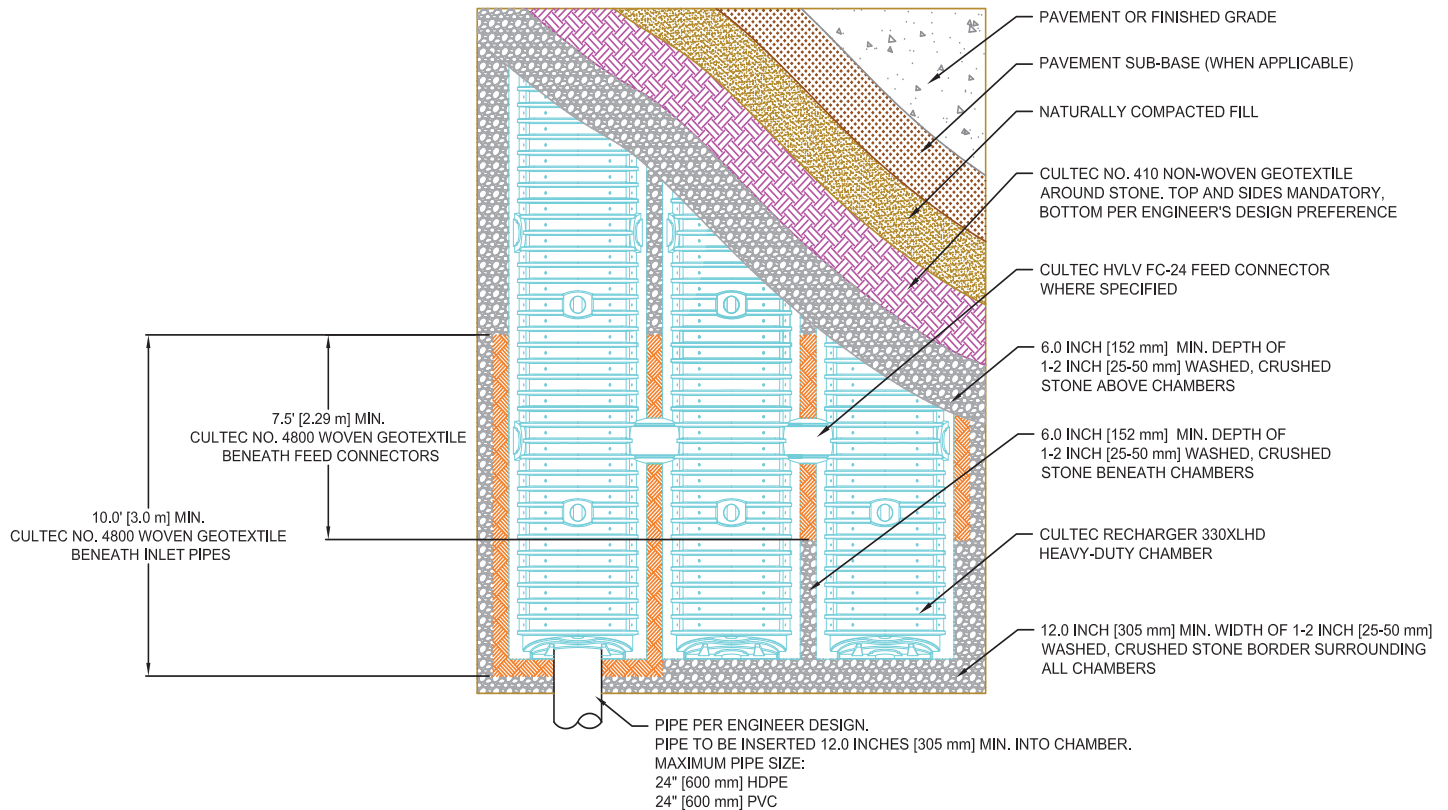 PAVEMENT OR FINISHED GRADE
PAVEMENT SUB-BASE (WHEN APPLICABLE)
NATURALLY COMPACTED FILL
CULTEC NO. 410 NON-WOVEN GEOTEXTILE
AROUND STONE. TOP AND SIDES MANDATORY,
BOTTOM PER ENGINEER'S DESIGN PREFERENCE
CULTEC HVLV FC-24 FEED CONNECTOR
WHERE SPECIFIED
6.0 INCH [152 mm] MIN. DEPTH OF
1-2 INCH [25-50 mm] WASHED, CRUSHED
STONE ABOVE CHAMBERS
6.0 INCH [152 mm] MIN. DEPTH OF
1-2 INCH [25-50 mm] WASHED, CRUSHED
STONE BENEATH CHAMBERS
CULTEC RECHARGER 330XLHD
HEAVY-DUTY CHAMBER
12.0 INCH [305 mm] MIN. WIDTH OF 1-2 INCH [25-50 mm]
WASHED, CRUSHED STONE BORDER SURROUNDING
ALL CHAMBERS
7.5' [2.29 m] MIN.
CULTEC NO. 4800 WOVEN GEOTEXTILE
BENEATH FEED CONNECTORS
10.0' [3.0 m] MIN.
CULTEC NO. 4800 WOVEN GEOTEXTILE
BENEATH INLET PIPES
PIPE PER ENGINEER DESIGN.
PIPE TO BE INSERTED 12.0 INCHES [305 mm] MIN. INTO CHAMBER.
MAXIMUM PIPE SIZE:
24" [600 mm] HDPE
24" [600 mm] PVC